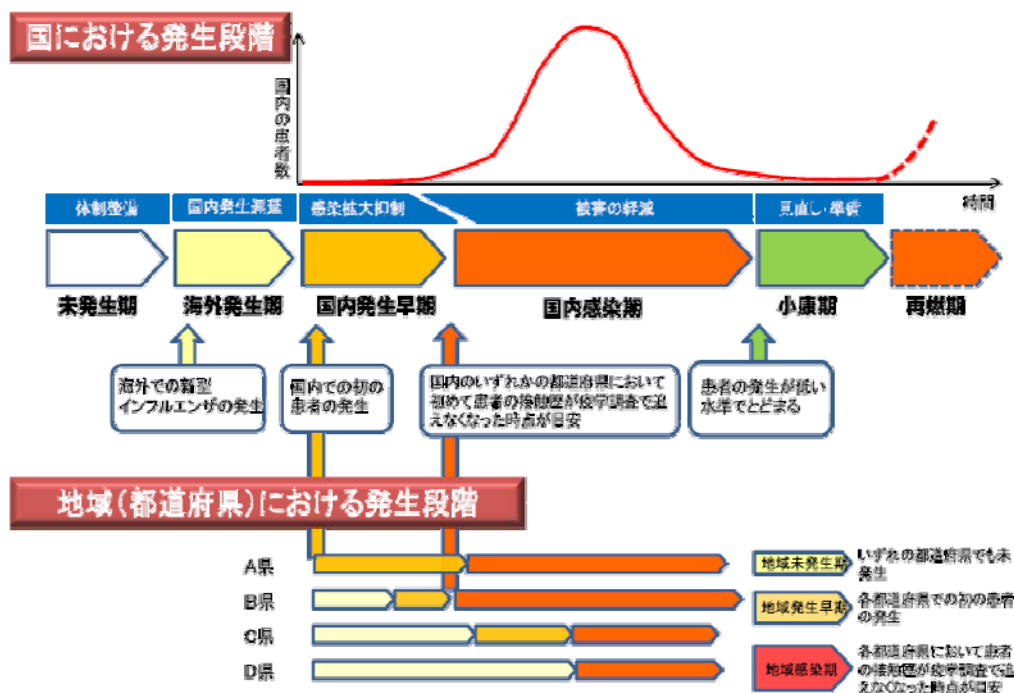 国における発生段階
国内の患者数
時間
体制整備
国内発生遅延
感染拡大抑制
被害の軽減
見直し・準備
未発生期
海外発生期
国内発生早期
国内感染期
小康期
再燃期
海外での新型
インフルエンザの発生
国内での初の
患者の発生
国内のいずれかの都道府県において
初めて患者の接触歴が疫学調査で追
えなくなった時点が目安
患者の発生が低い
水準でとどまる
地域(都道府県)における発生段階
A県
B県
C県
D県
地域未発生期
いずれの都道府県でも未
発生
地域発生早期
各都道府県での初の患者
の発生
地域感染期
各都道府県において患者
の接触歴が疫学調査で追
えなくなった時点が目安